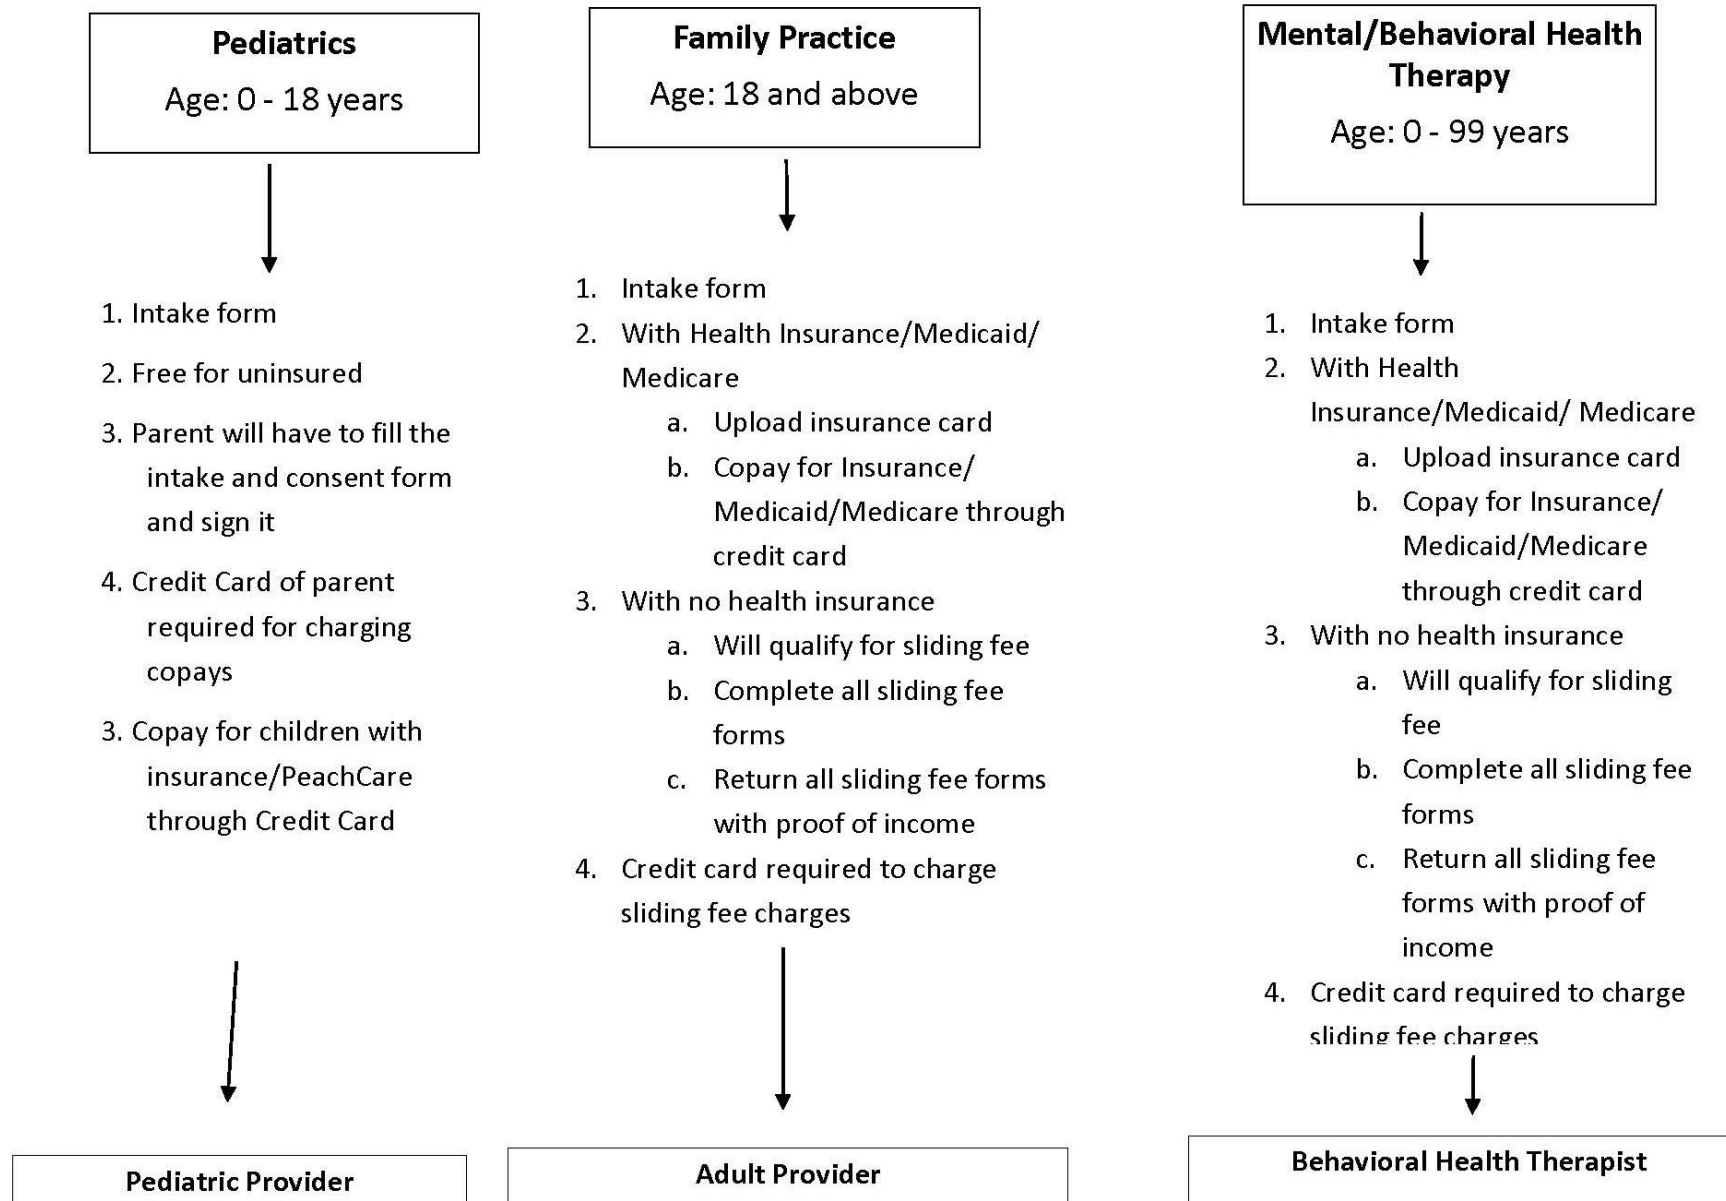 Pediatrics
Age: 0 - 18 years
1. Intake form
2. Free for uninsured
3. Parent will have to fill the
intake and consent form
and sign it
4. Credit Card of parent
required for charging
copays
3. Copay for children with
insurance/PeachCare
through Credit Card
Pediatric Provider
Family Practice
Age: 18 and above
1. Intake form
2. With Health Insurance/Medicaid/
Medicare
a. Upload insurance card
b. Copay for Insurance/
Medicaid/Medicare through
credit card
3. With no health insurance
a. Will qualify for sliding fee
b. Complete all sliding fee
forms
c. Return all sliding fee forms
with proof of income
4. Credit card required to charge
sliding fee charges
Adult Provider
Mental/Behavioral Health
Therapy
Age: 0 - 99 years
1. Intake form
2. With Health
Insurance/Medicaid/ Medicare
a. Upload insurance card
b. Copay for Insurance/
Medicaid/Medicare
through credit card
3. With no health insurance
a. Will qualify for sliding
fee
b. Complete all sliding fee
forms
c. Return all sliding fee
forms with proof of
income
4. Credit card required to charge
sliding fee charges
Behavioral Health Therapist